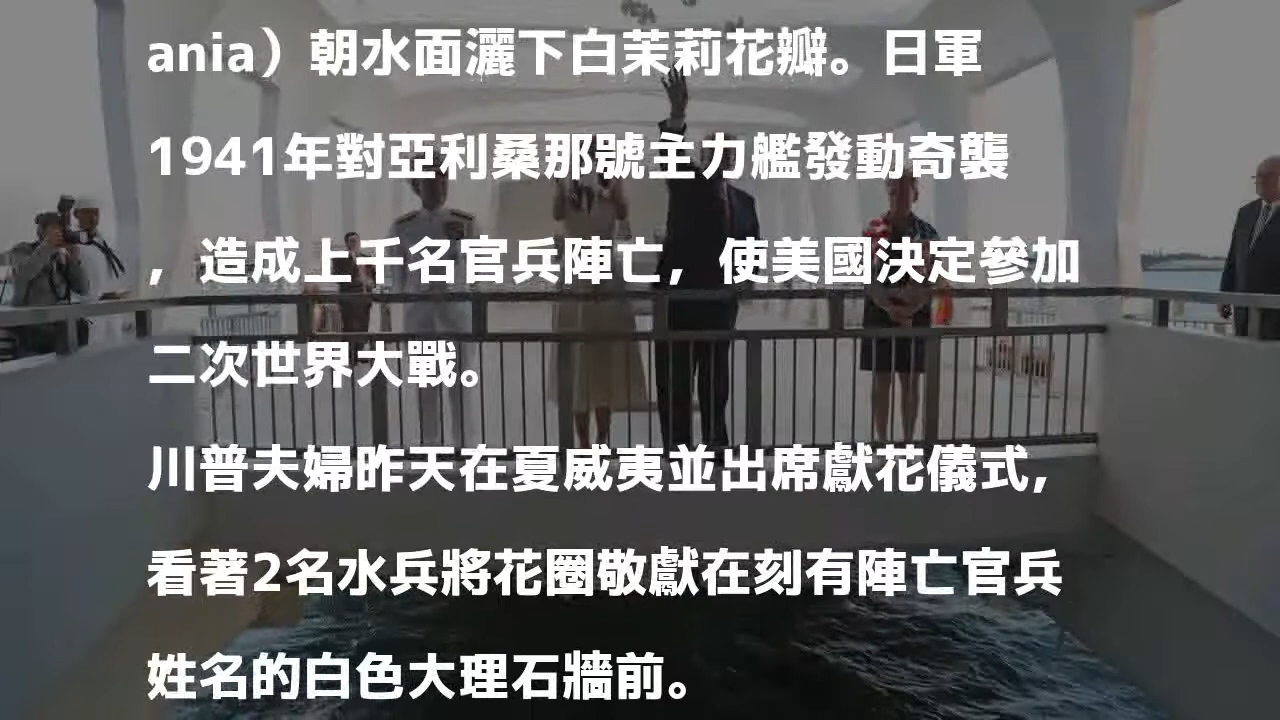 ania）朝水面灑下白茉莉花瓣。日軍
1941年對亞利桑那號主力艦發動奇襲
，造成上千名官兵陣亡，使美國決定參加
二次世界大戰。
川普夫婦昨天在夏威夷並出席獻花儀式，
看著2名水兵將花圈敬獻在刻有陣亡官兵
姓名的白色大理石牆前。